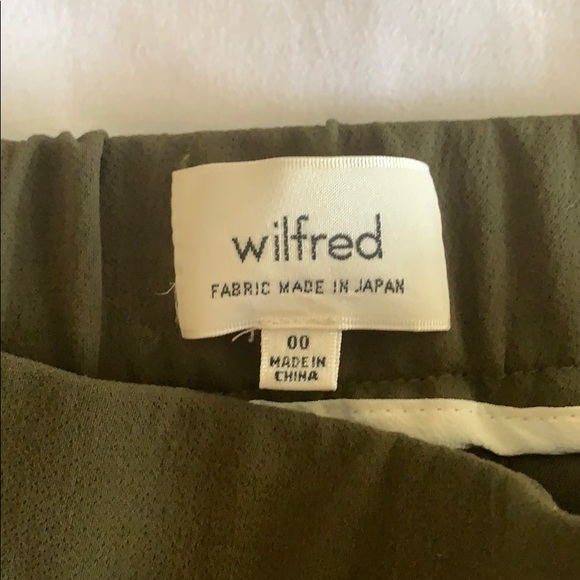 wilfred
FABRIC MADE IN JAPAN
00
MADE IN
CHINA